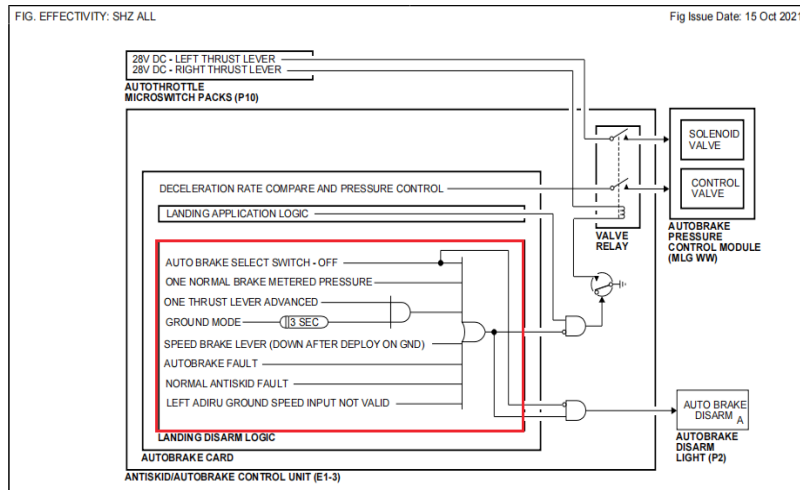 FIG. EFFECTIVITY: SHZ ALL
Fig Issue Date: 15 Oct 2021
28V DC - LEFT THRUST LEVER
28V DC - RIGHT THRUST LEVER
AUTOTHROTTLE
MICROSWITCH PACKS (P10)
SOLENOID
VALVE
CONTROL
VALVE
AUTOBRAKE
PRESSURE
CONTROL MODULE
(MLG WW)
VALVE
RELAY
DECELERATION RATE COMPARE AND PRESSURE CONTROL
LANDING APPLICATION LOGIC
AUTO BRAKE SELECT SWITCH - OFF
ONE NORMAL BRAKE METERED PRESSURE
ONE THRUST LEVER ADVANCED
GROUND MODE
3 SEC
SPEED BRAKE LEVER (DOWN AFTER DEPLOY ON GND)
AUTOBRAKE FAULT
NORMAL ANTISKID FAULT
LEFT ADIRU GROUND SPEED INPUT NOT VALID
LANDING DISARM LOGIC
AUTOBRAKE CARD
ANTISKID/AUTOBRAKE CONTROL UNIT (E1-3)
AUTO BRAKE
DISARM A
AUTOBRAKE
DISARM
LIGHT (P2)